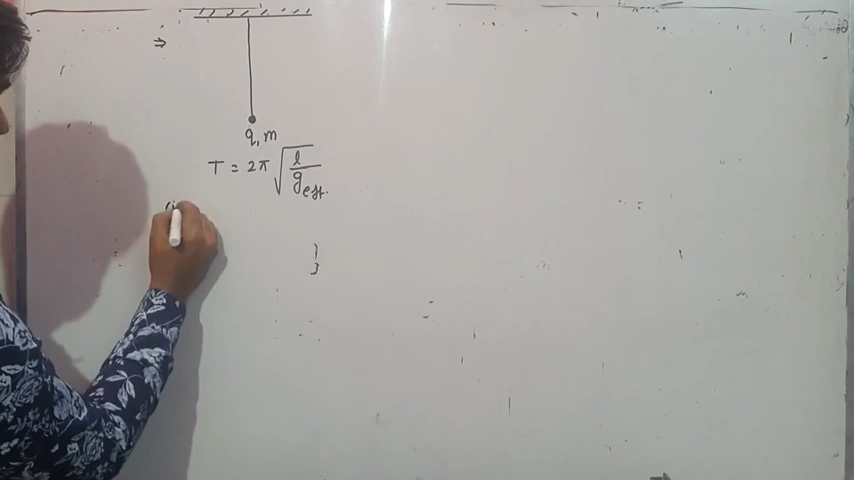 ⇒
q, m
T = 2π √(l/g_eff.)
(i